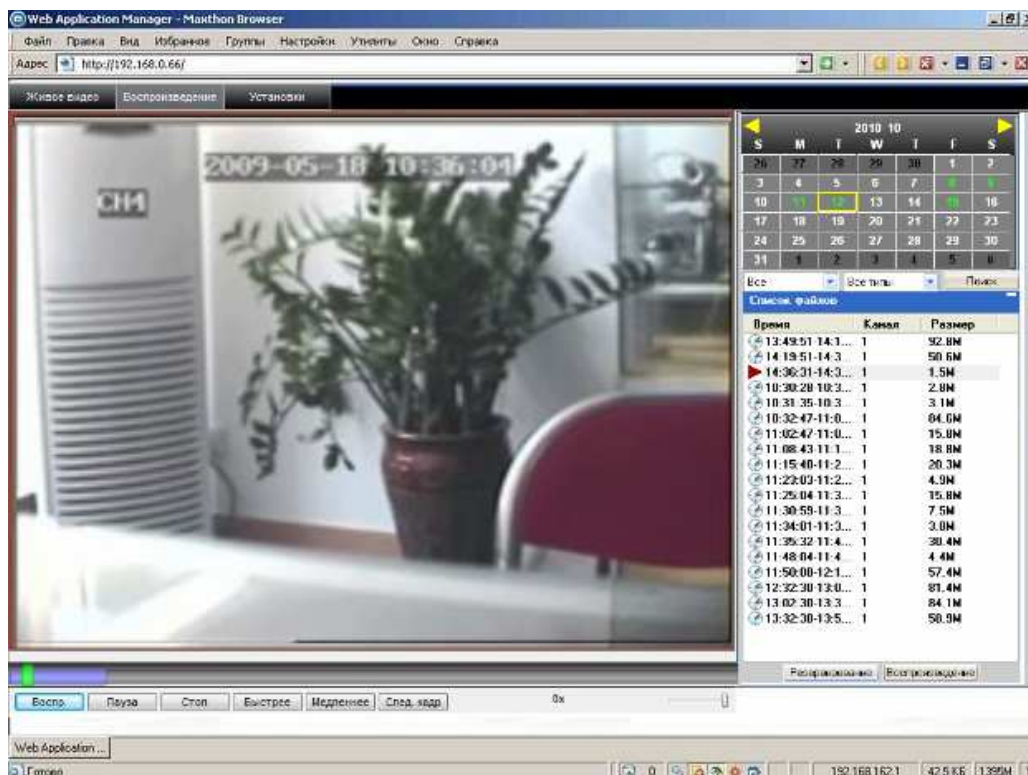 Web Application Manager - Maxthon Browser
Файл Правка Вид Избранное Группы Настройки Утилиты Окно Справка
Адрес http://192.168.0.66/
Живое видео Воспроизведение Установки
2009-05-18 10:36:04
CH4
2010 10
S M T W T F S
26 27 28 29 30 1 2
3 4 5 6 7 8 9
10 11 12 13 14 15 16
17 18 19 20 21 22 23
24 25 26 27 28 29 30
31 1 2 3 4 5 6
Все Все типы Поиск
Список файлов
Время Канал Размер
13:49:51-14:1... 1 92.8M
14:19:51-14:3... 1 50.6M
14:36:31-14:3... 1 1.5M
10:30:28-10:3... 1 2.8M
10:31:35-10:3... 1 3.1M
10:32:47-11:0... 1 84.6M
11:02:47-11:0... 1 15.8M
11:08:43-11:1... 1 18.8M
11:15:40-11:2... 1 20.3M
11:23:03-11:2... 1 4.9M
11:25:04-11:3... 1 15.8M
11:30:59-11:3... 1 7.5M
11:34:01-11:3... 1 3.8M
11:35:32-11:4... 1 30.4M
11:48:04-11:4... 1 4.4M
11:50:00-12:1... 1 57.4M
12:32:30-13:0... 1 81.4M
13:02:30-13:3... 1 84.1M
13:32:30-13:5... 1 50.9M
Резервирование Воспроизведение
Воспр. Пауза Стоп Быстрее Медленнее След. кадр 0x
Web Application ...
Готово 0 192.168.162.1 42.5 КБ 1395M